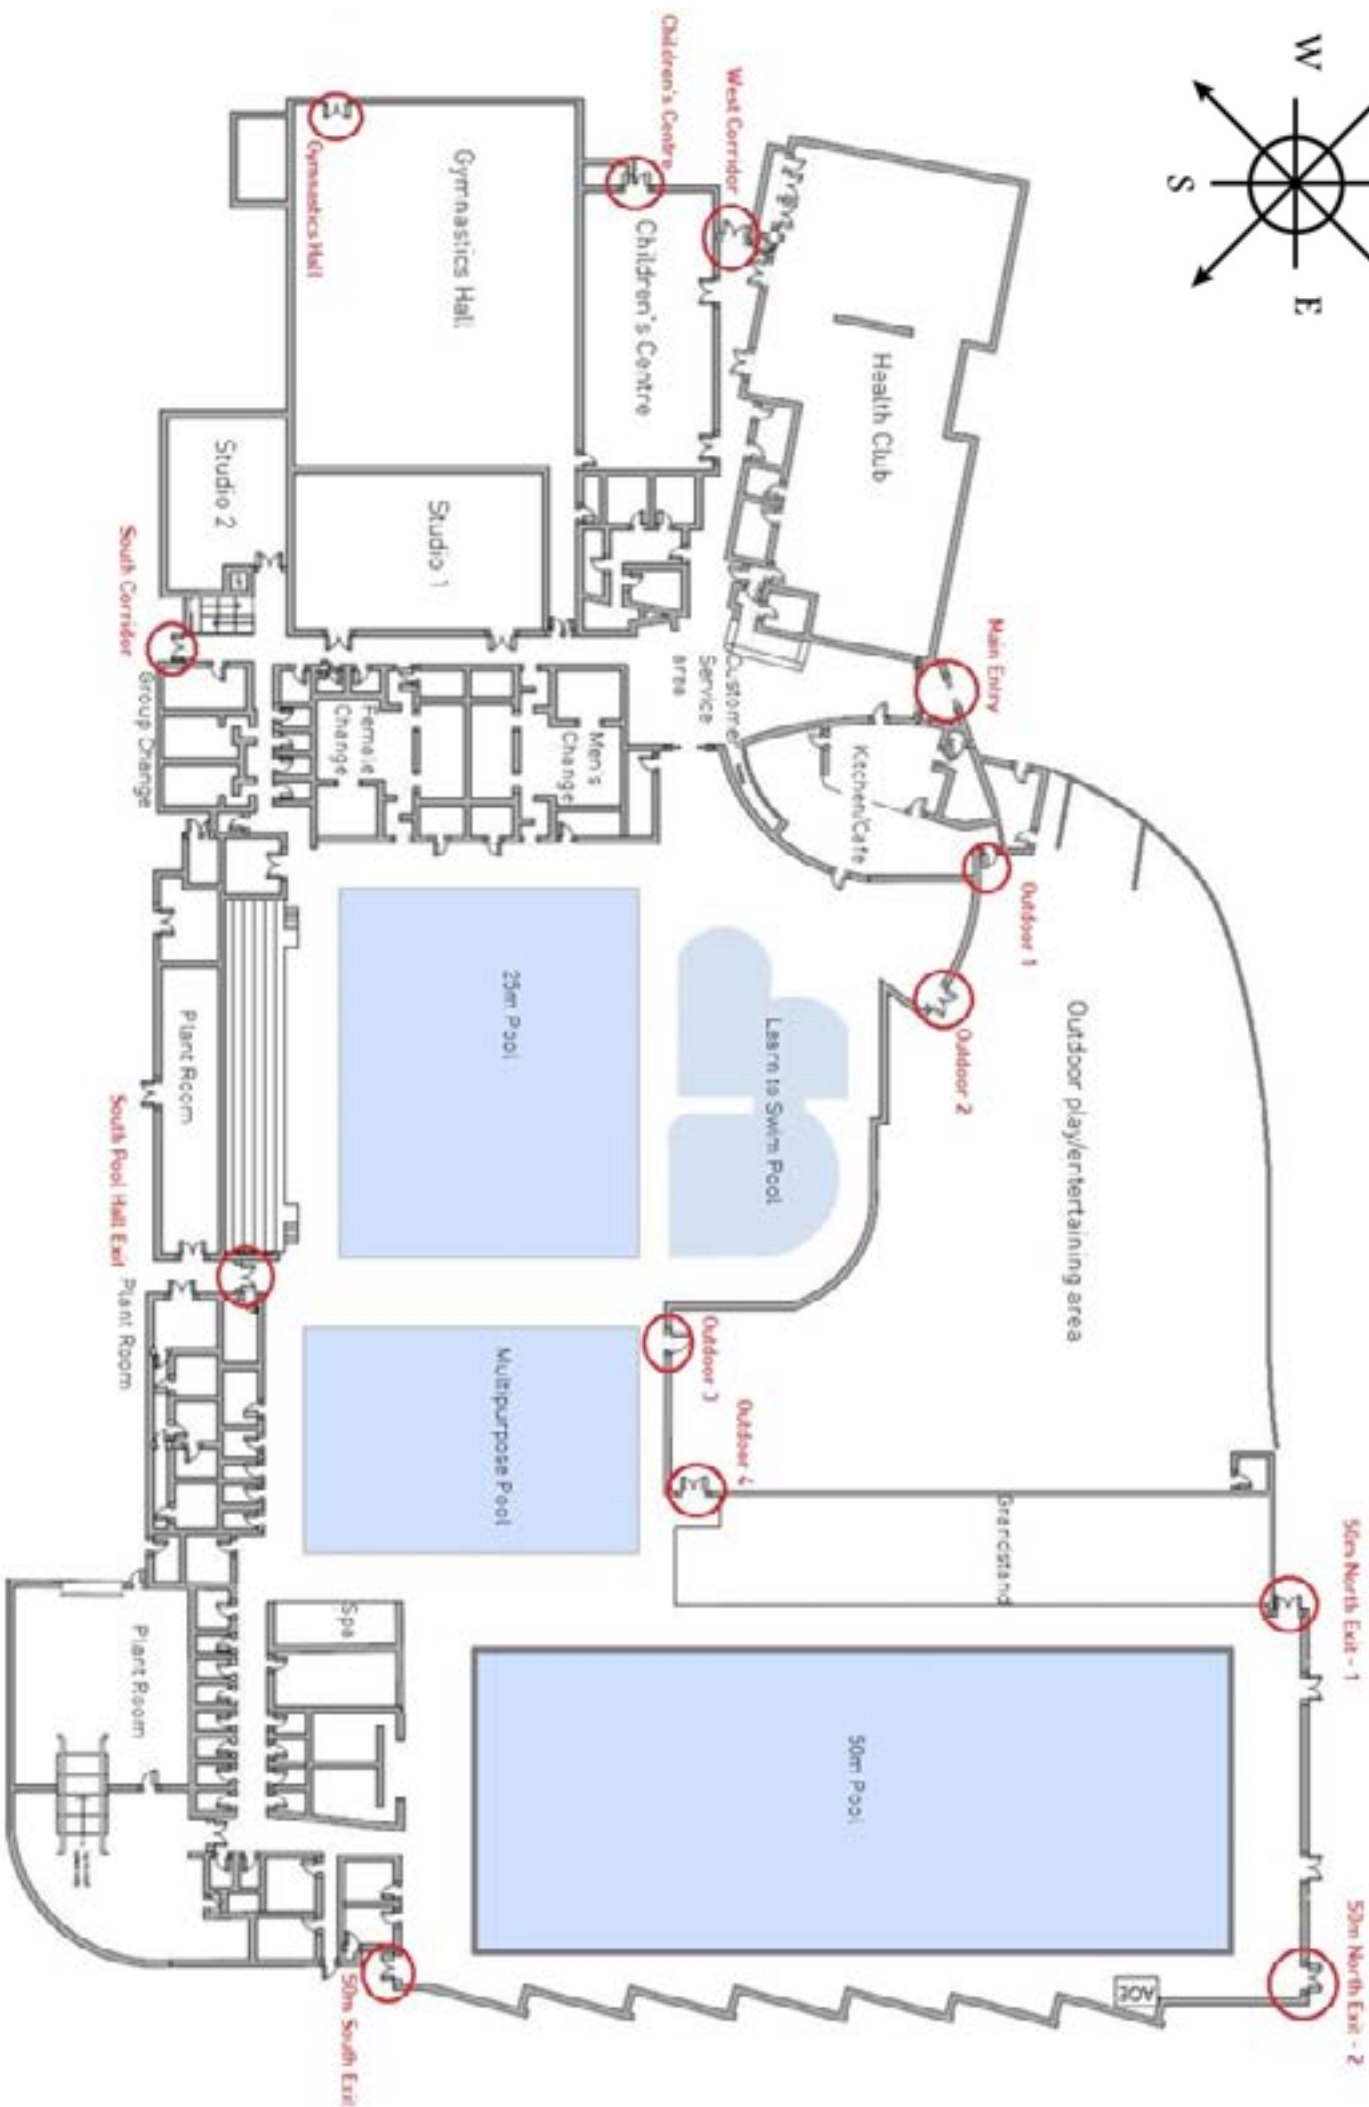 W
S
E
Children's Centre
West Corridor
Gymnastics Hall
Gymnastics Hall
Children's Centre
Health Club
Studio 2
Studio 1
South Corridor
Main Entry
Customer
Service
area
Group Change
Female
Change
Men's
Change
Kitchen/Cafe
Outdoor 1
Outdoor 2
Outdoor play/entertaining area
25m Pool
Learn to Swim Pool
Plant Room
South Pool Hall Exit
Plant Room
Multipurpose Pool
Outdoor 3
Outdoor 4
Grandstand
50m North Exit - 1
Spa
Plant Room
50m Pool
50m North Exit - 2
50m South Exit